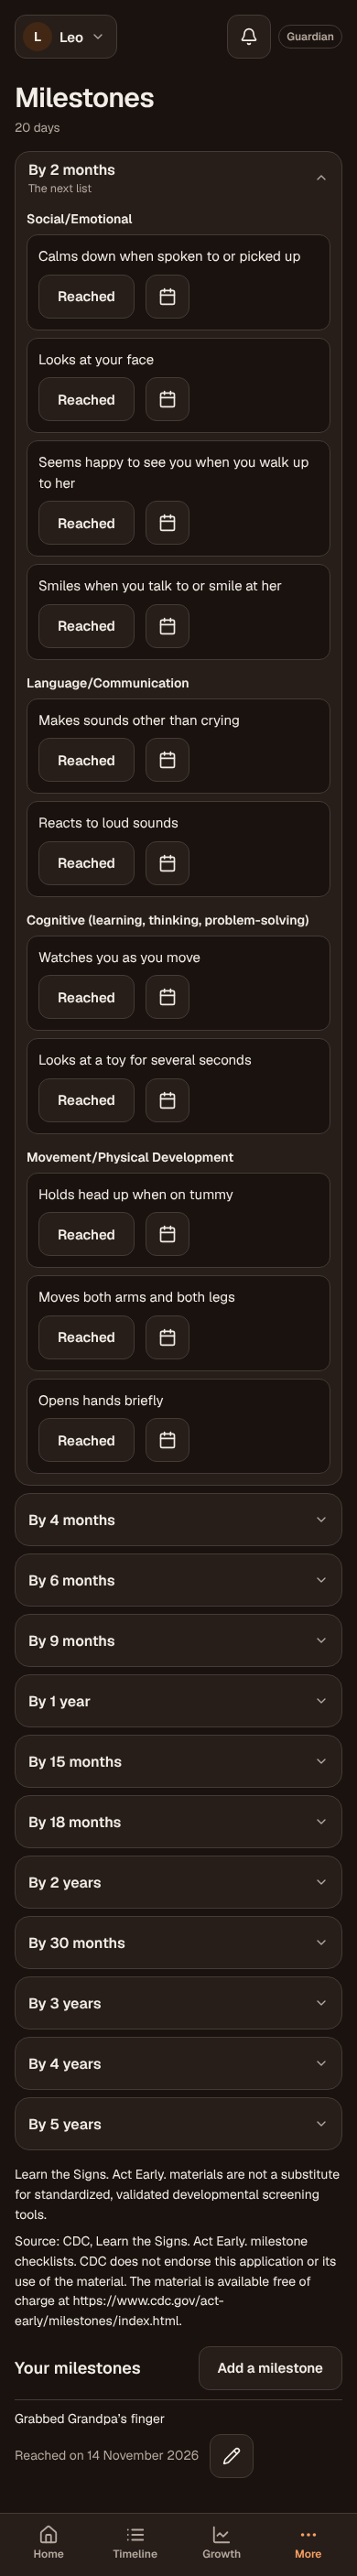 L Leo
Guardian
Milestones
20 days
By 2 months
The next list
Social/Emotional
Calms down when spoken to or picked up
Reached
Looks at your face
Reached
Seems happy to see you when you walk up
to her
Reached
Smiles when you talk to or smile at her
Reached
Language/Communication
Makes sounds other than crying
Reached
Reacts to loud sounds
Reached
Cognitive (learning, thinking, problem-solving)
Watches you as you move
Reached
Looks at a toy for several seconds
Reached
Movement/Physical Development
Holds head up when on tummy
Reached
Moves both arms and both legs
Reached
Opens hands briefly
Reached
By 4 months
By 6 months
By 9 months
By 1 year
By 15 months
By 18 months
By 2 years
By 30 months
By 3 years
By 4 years
By 5 years
Learn the Signs. Act Early. materials are not a substitute
for standardized, validated developmental screening
tools.
Source: CDC, Learn the Signs. Act Early. milestone
checklists. CDC does not endorse this application or its
use of the material. The material is available free of
charge at https://www.cdc.gov/act-
early/milestones/index.html.
Your milestones
Add a milestone
Grabbed Grandpa's finger
Reached on 14 November 2026
Home
Timeline
Growth
More